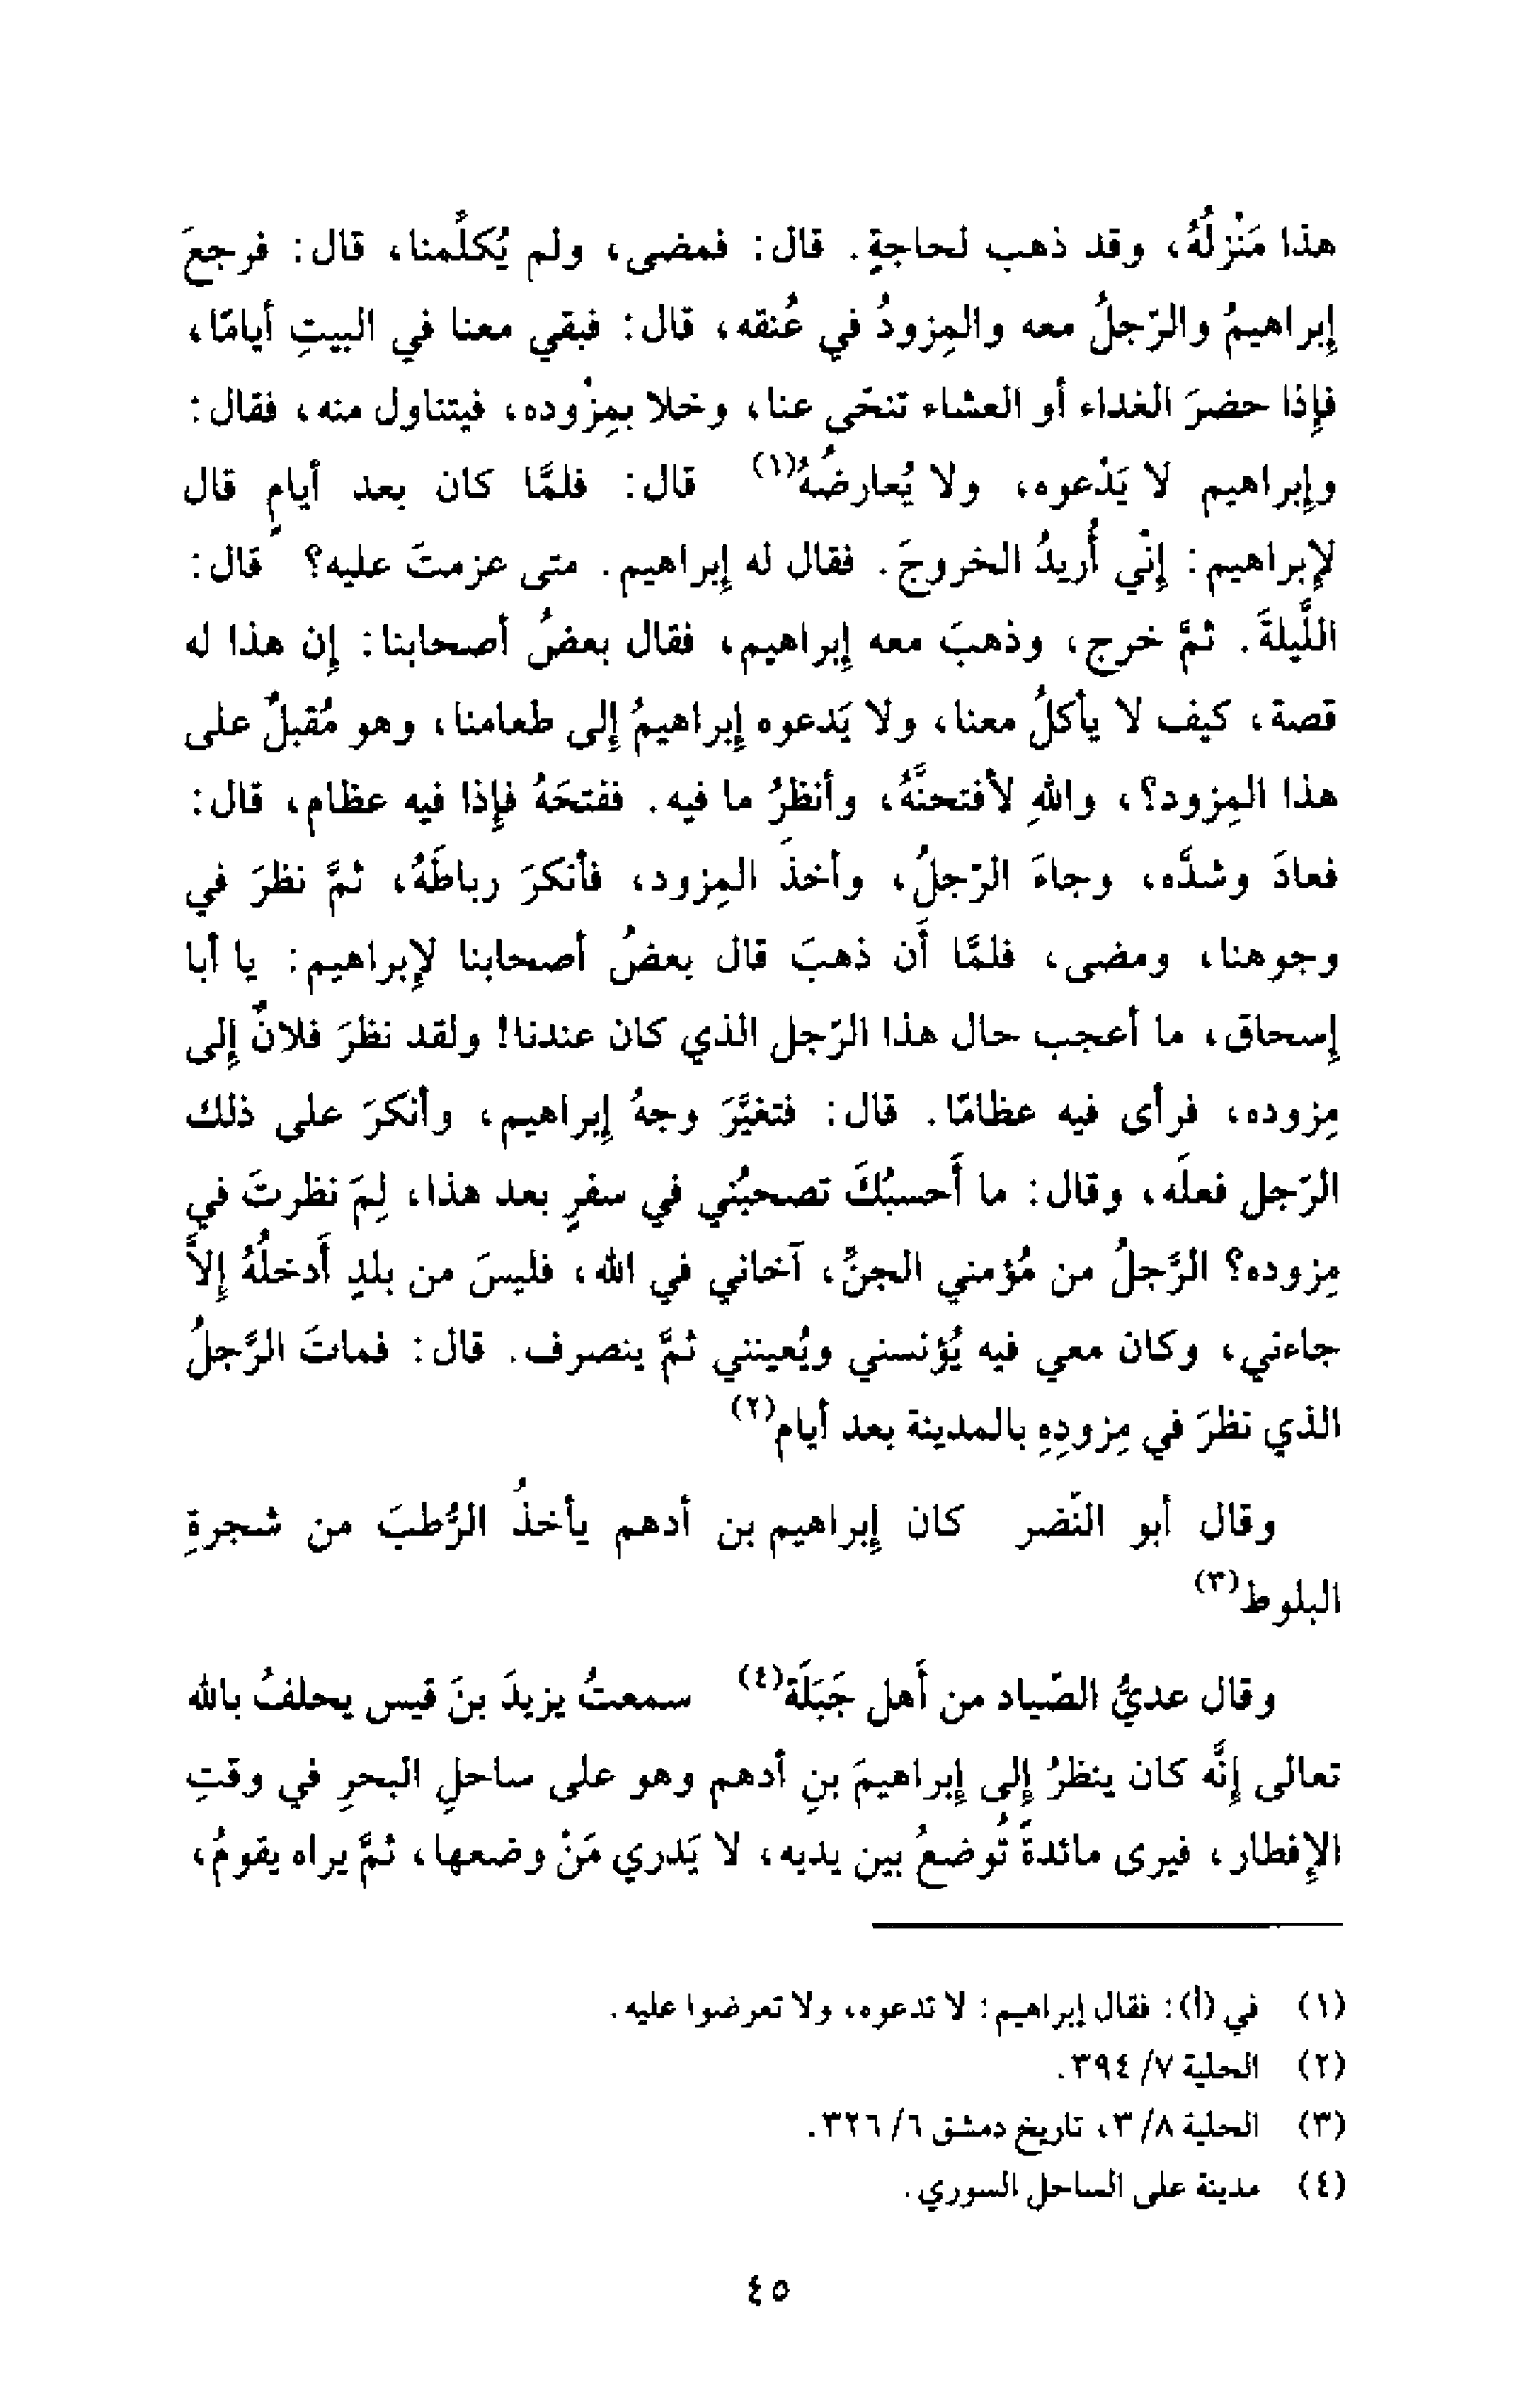 هذا مَنْزلُهُ، وقد ذهب لحاجةٍ. قال: فمضى، ولم يُكلِّمنا، قال: فرجعَ
إبراهيمُ والرّجلُ معه والمِزودُ في عُنقه، قال: فبقي معنا في البيتِ أيامًا،
فإذا حضرَ الغداء أو العشاء تنحّى عنا، وخلا بمِزْوده، فيتناول منه، فقال:
وإبراهيم لا يَدْعوه، ولا يُعارضُهُ(١) قال: فلمَّا كان بعد أيامٍ قال
لإبراهيم: إنّي أُريدُ الخروجَ. فقال له إبراهيم. متى عزمتَ عليه؟ قال:
اللَّيلةَ. ثمَّ خرج، وذهبَ معه إبراهيم، فقال بعضُ أصحابنا: إن هذا له
قصة، كيف لا يأكلُ معنا، ولا يَدعوه إبراهيمُ إلى طعامنا، وهو مُقبلٌ على
هذا المِزود؟، واللهِ لأفتحنَّهُ، وأنظرُ ما فيه. ففتحَهُ فإذا فيه عظام، قال:
فعادَ وشدَّه، وجاءَ الرّجلُ، وأخذَ المِزود، فأنكرَ رباطَهُ، ثمَّ نظرَ في
وجوهنا، ومضى، فلمَّا أَن ذهبَ قال بعضُ أصحابنا لإبراهيم: يا أبا
إسحاق، ما أعجب حال هذا الرّجل الذي كان عندنا! ولقد نظرَ فلانٌ إلى
مِزوده، فرأى فيه عظامًا. قال: فتغيَّرَ وجهُ إبراهيم، وأنكرَ على ذلك
الرّجل فعلَه، وقال: ما أَحسبُكَ تصحبُني في سفرٍ بعد هذا، لِمَ نظرتَ في
مِزوده؟ الرَّجلُ من مُؤمني الجنِّ، آخاني في الله، فليسَ من بلدٍ أَدخلُهُ إلاَّ
جاءني، وكان معي فيه يُؤنسني ويُعينني ثمَّ ينصرف. قال: فماتَ الرَّجلُ
الذي نظرَ في مِزودِهِ بالمدينة بعد أيام(٢)
وقال أبو النّضر كان إبراهيم بن أدهم يأخذُ الرُّطبَ من شجرةِ
البلوط(٣)
وقال عديُّ الصّياد من أَهل جَبَلَة(٤) سمعتُ يزيدَ بنَ قيس يحلفُ بالله
تعالى إنَّه كان ينظرُ إلى إبراهيمَ بنِ أدهم وهو على ساحلِ البحرِ في وقتِ
الإفطار، فيرى مائدةً تُوضعُ بين يديه، لا يَدري مَنْ وضعها، ثمَّ يراه يقومُ،
(١) في (أ): فقال إبراهيم: لا تدعوه، ولا تعرضوا عليه.
(٢) الحلية ٧/ ٣٩٤.
(٣) الحلية ٨/ ٣، تاريخ دمشق ٦/ ٣٢٦.
(٤) مدينة على الساحل السوري.
٤٥